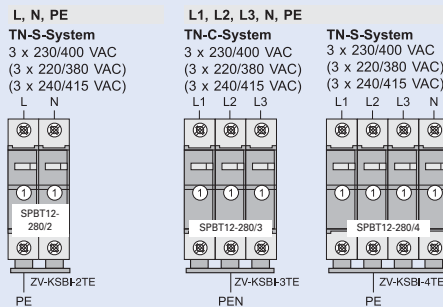 L, N, PE
TN-S-System
3 x 230/400 VAC
(3 x 220/380 VAC)
(3 x 240/415 VAC)
L N
1 1
SPBT12-
280/2
ZV-KSBI-2TE
PE
L1, L2, L3, N, PE
TN-C-System
3 x 230/400 VAC
(3 x 220/380 VAC)
(3 x 240/415 VAC)
L1 L2 L3
1 1 1
SPBT12-280/3
ZV-KSBI-3TE
PEN
TN-S-System
3 x 230/400 VAC
(3 x 220/380 VAC)
(3 x 240/415 VAC)
L1 L2 L3 N
1 1 1 1
SPBT12-280/4
ZV-KSBI-4TE
PE